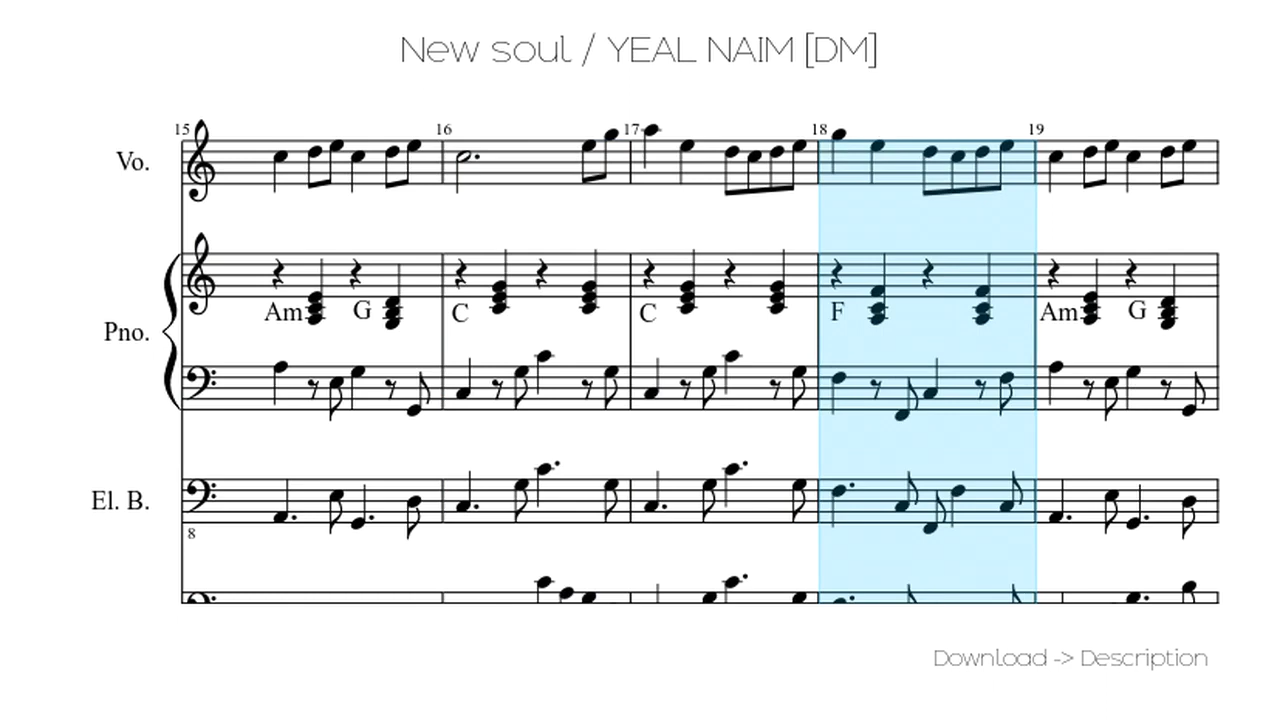 New soul / YEAL NAIM [DM]
15 16 17 18 19
Vo.
Pno.
Am G C C F Am G
El. B.
8
Download -> Description